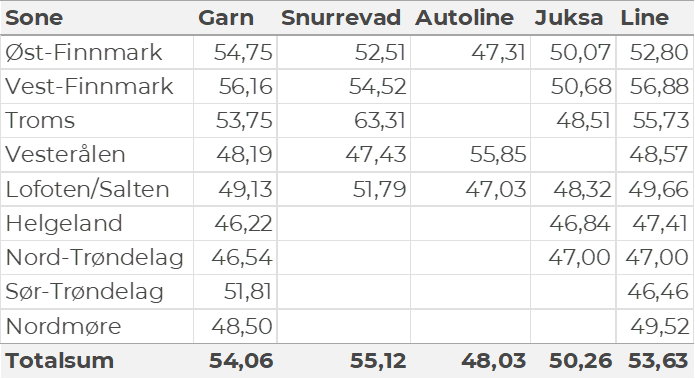 Sone Garn Snurrevad Autoline Juksa Line
Øst-Finnmark 54,75 52,51 47,31 50,07 52,80
Vest-Finnmark 56,16 54,52 50,68 56,88
Troms 53,75 63,31 48,51 55,73
Vesterålen 48,19 47,43 55,85 48,57
Lofoten/Salten 49,13 51,79 47,03 48,32 49,66
Helgeland 46,22 46,84 47,41
Nord-Trøndelag 46,54 47,00 47,00
Sør-Trøndelag 51,81 46,46
Nordmøre 48,50 49,52
Totalsum 54,06 55,12 48,03 50,26 53,63